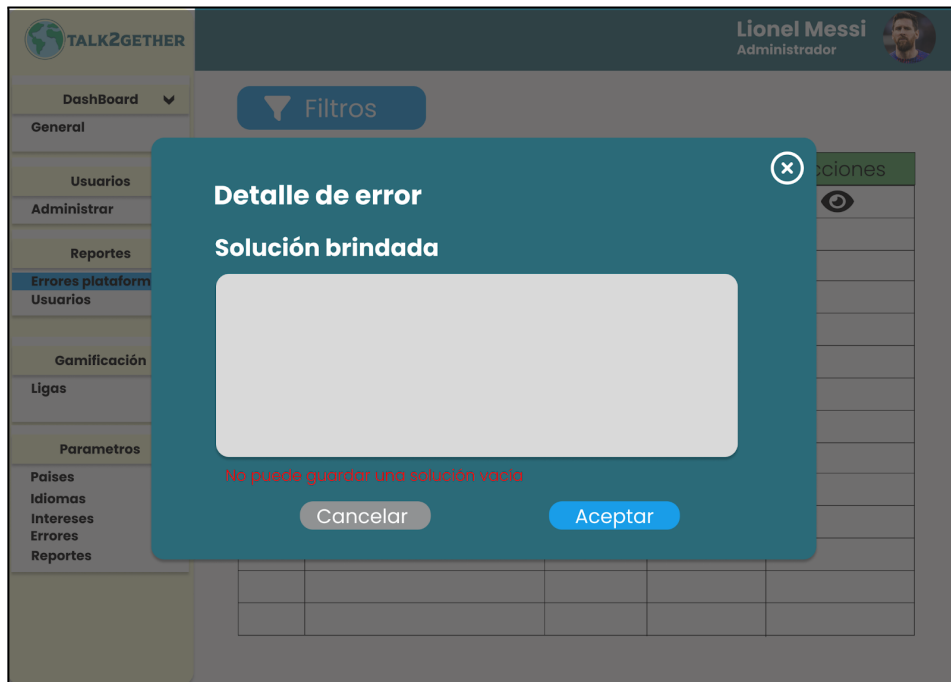 TALK2GETHER
Lionel Messi
Administrador
DashBoard
General
Usuarios
Administrar
Reportes
Errores plataform
Usuarios
Gamificación
Ligas
Parametros
Paises
Idiomas
Intereses
Errores
Reportes
Filtros
cciones
Detalle de error
Solución brindada
No puede guardar una solución vacia
Cancelar
Aceptar